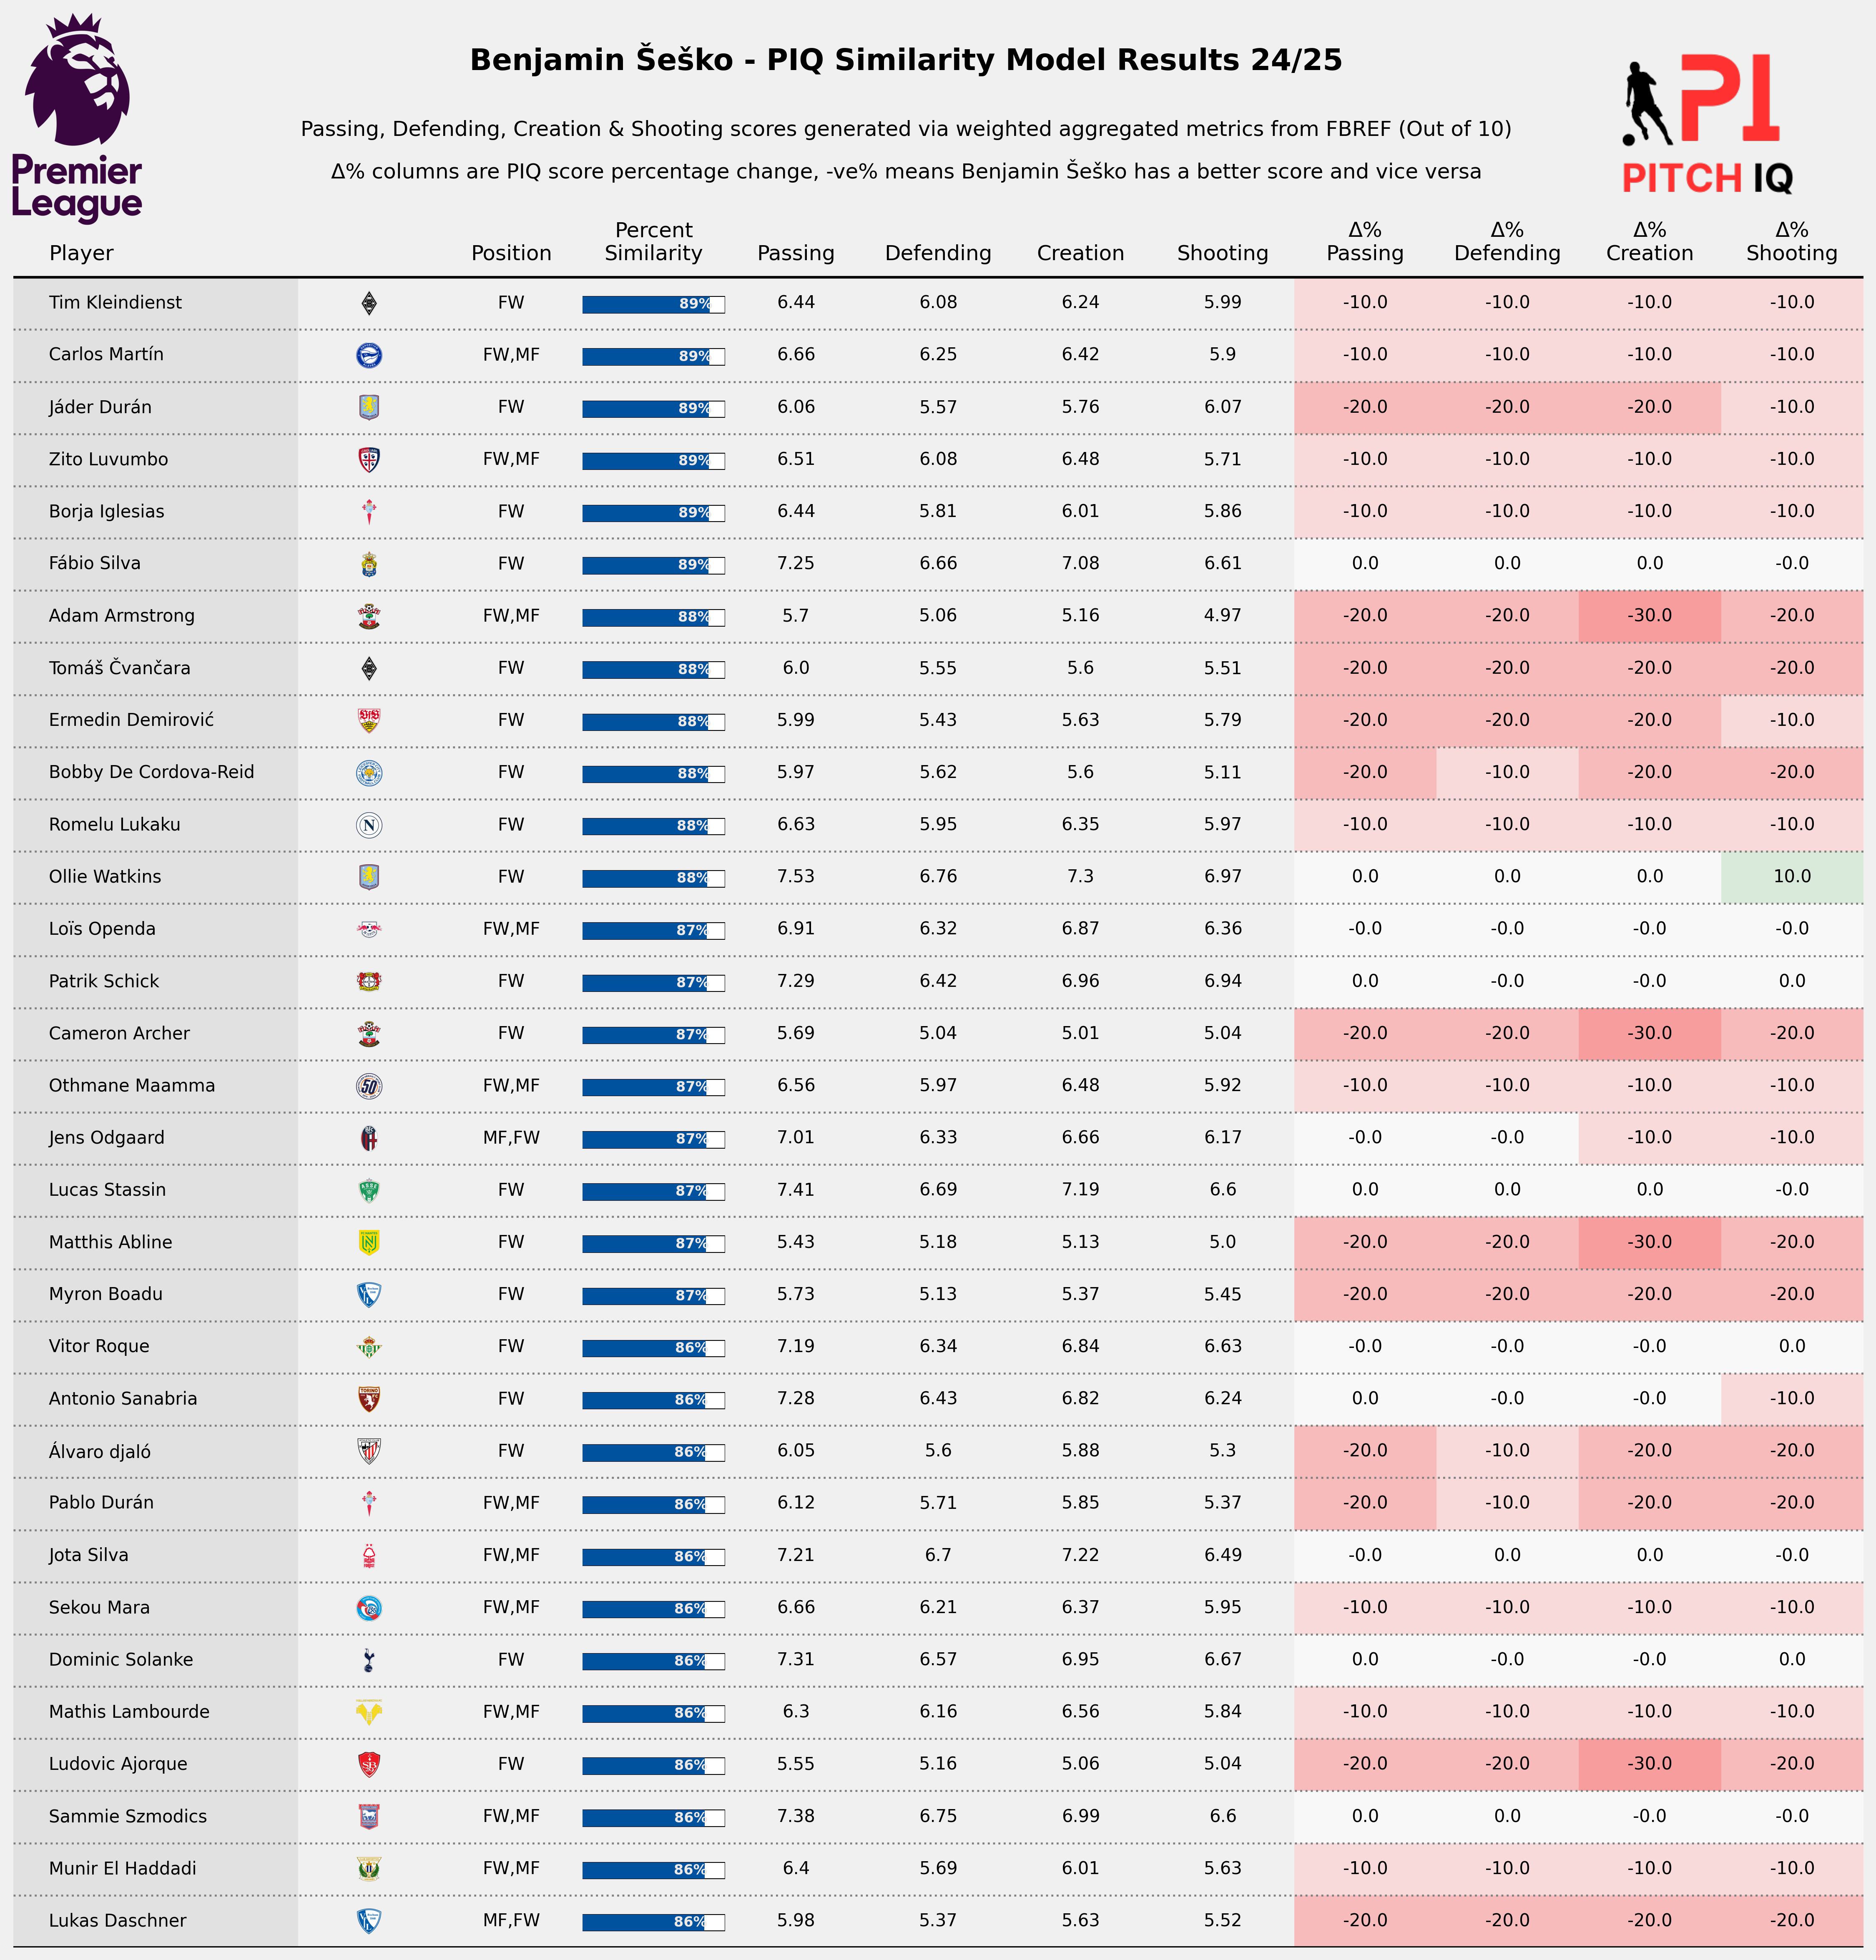 Benjamin Šeško - PIQ Similarity Model Results 24/25
Passing, Defending, Creation & Shooting scores generated via weighted aggregated metrics from FBREF (Out of 10)
Δ% columns are PIQ score percentage change, -ve% means Benjamin Šeško has a better score and vice versa
Premier
League
PI
PITCH IQ
Player Position Percent Similarity Passing Defending Creation Shooting Δ% Passing Δ% Defending Δ% Creation Δ% Shooting
Tim Kleindienst FW 89% 6.44 6.08 6.24 5.99 -10.0 -10.0 -10.0 -10.0
Carlos Martín FW,MF 89% 6.66 6.25 6.42 5.9 -10.0 -10.0 -10.0 -10.0
Jáder Durán FW 89% 6.06 5.57 5.76 6.07 -20.0 -20.0 -20.0 -10.0
Zito Luvumbo FW,MF 89% 6.51 6.08 6.48 5.71 -10.0 -10.0 -10.0 -10.0
Borja Iglesias FW 89% 6.44 5.81 6.01 5.86 -10.0 -10.0 -10.0 -10.0
Fábio Silva FW 89% 7.25 6.66 7.08 6.61 0.0 0.0 0.0 -0.0
Adam Armstrong FW,MF 88% 5.7 5.06 5.16 4.97 -20.0 -20.0 -30.0 -20.0
Tomáš Čvančara FW 88% 6.0 5.55 5.6 5.51 -20.0 -20.0 -20.0 -20.0
Ermedin Demirović FW 88% 5.99 5.43 5.63 5.79 -20.0 -20.0 -20.0 -10.0
Bobby De Cordova-Reid FW 88% 5.97 5.62 5.6 5.11 -20.0 -10.0 -20.0 -20.0
Romelu Lukaku N FW 88% 6.63 5.95 6.35 5.97 -10.0 -10.0 -10.0 -10.0
Ollie Watkins FW 88% 7.53 6.76 7.3 6.97 0.0 0.0 0.0 10.0
Loïs Openda FW,MF 87% 6.91 6.32 6.87 6.36 -0.0 -0.0 -0.0 -0.0
Patrik Schick FW 87% 7.29 6.42 6.96 6.94 0.0 -0.0 -0.0 0.0
Cameron Archer FW 87% 5.69 5.04 5.01 5.04 -20.0 -20.0 -30.0 -20.0
Othmane Maamma 50 FW,MF 87% 6.56 5.97 6.48 5.92 -10.0 -10.0 -10.0 -10.0
Jens Odgaard MF,FW 87% 7.01 6.33 6.66 6.17 -0.0 -0.0 -10.0 -10.0
Lucas Stassin FW 87% 7.41 6.69 7.19 6.6 0.0 0.0 0.0 -0.0
Matthis Abline FW 87% 5.43 5.18 5.13 5.0 -20.0 -20.0 -30.0 -20.0
Myron Boadu FW 87% 5.73 5.13 5.37 5.45 -20.0 -20.0 -20.0 -20.0
Vitor Roque FW 86% 7.19 6.34 6.84 6.63 -0.0 -0.0 -0.0 0.0
Antonio Sanabria FW 86% 7.28 6.43 6.82 6.24 0.0 -0.0 -0.0 -10.0
Álvaro djaló FW 86% 6.05 5.6 5.88 5.3 -20.0 -10.0 -20.0 -20.0
Pablo Durán FW,MF 86% 6.12 5.71 5.85 5.37 -20.0 -10.0 -20.0 -20.0
Jota Silva FW,MF 86% 7.21 6.7 7.22 6.49 -0.0 0.0 0.0 -0.0
Sekou Mara FW,MF 86% 6.66 6.21 6.37 5.95 -10.0 -10.0 -10.0 -10.0
Dominic Solanke FW 86% 7.31 6.57 6.95 6.67 0.0 -0.0 -0.0 0.0
Mathis Lambourde FW,MF 86% 6.3 6.16 6.56 5.84 -10.0 -10.0 -10.0 -10.0
Ludovic Ajorque FW 86% 5.55 5.16 5.06 5.04 -20.0 -20.0 -30.0 -20.0
Sammie Szmodics FW,MF 86% 7.38 6.75 6.99 6.6 0.0 0.0 -0.0 -0.0
Munir El Haddadi FW,MF 86% 6.4 5.69 6.01 5.63 -10.0 -10.0 -10.0 -10.0
Lukas Daschner MF,FW 86% 5.98 5.37 5.63 5.52 -20.0 -20.0 -20.0 -20.0